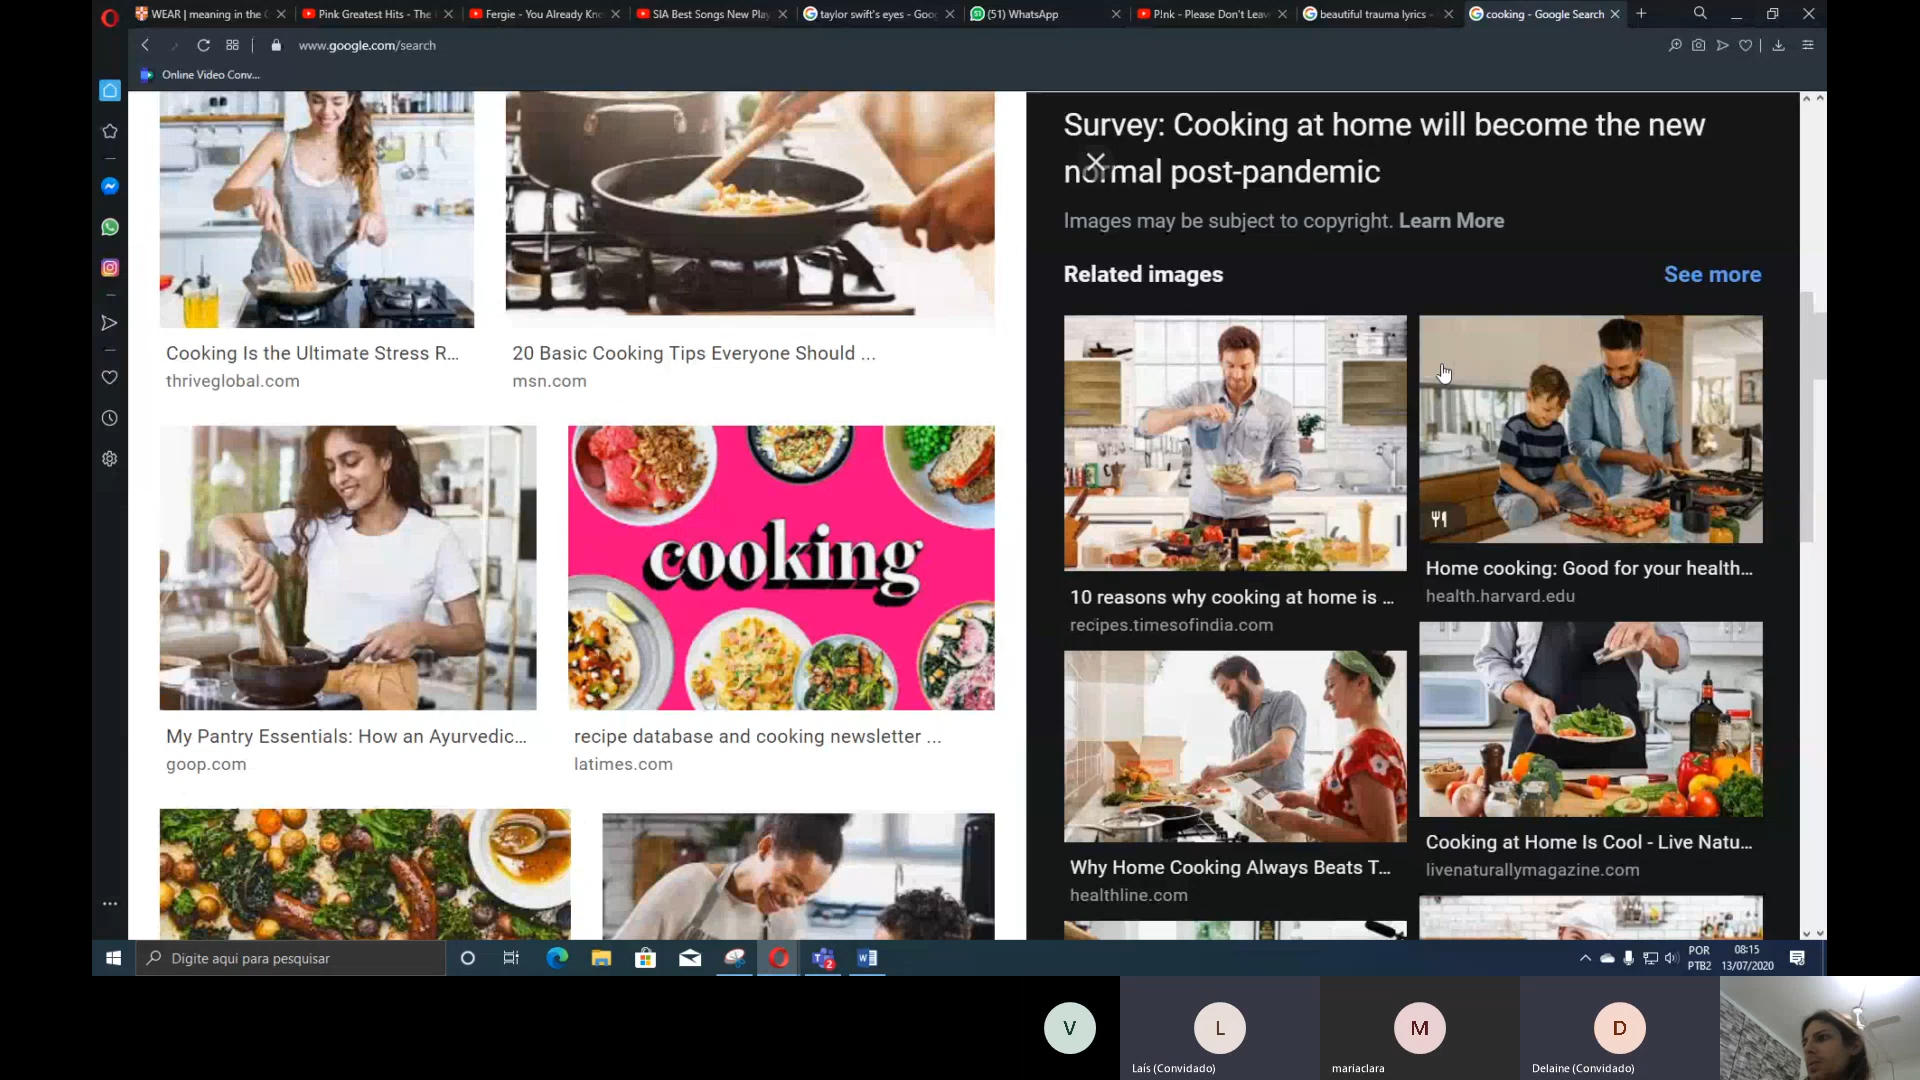 WEAR | meaning in the
Pink Greatest Hits - The
Fergie - You Already Kn
SIA Best Songs New Play
taylor swift's eyes - Goog
(51) WhatsApp
P!nk - Please Don't Leav
beautiful trauma lyrics -
cooking - Google Search
www.google.com/search
Online Video Conv...
Cooking Is the Ultimate Stress R...
thriveglobal.com
20 Basic Cooking Tips Everyone Should ...
msn.com
cooking
My Pantry Essentials: How an Ayurvedic...
goop.com
recipe database and cooking newsletter ...
latimes.com
Survey: Cooking at home will become the new
normal post-pandemic
Images may be subject to copyright. Learn More
Related images
See more
10 reasons why cooking at home is ...
recipes.timesofindia.com
Home cooking: Good for your health...
health.harvard.edu
Why Home Cooking Always Beats T...
healthline.com
Cooking at Home Is Cool - Live Natu...
livenaturallymagazine.com
Digite aqui para pesquisar
2
POR
PTB2
08:15
13/07/2020
V
L
Laís (Convidado)
M
mariaclara
D
Delaine (Convidado)